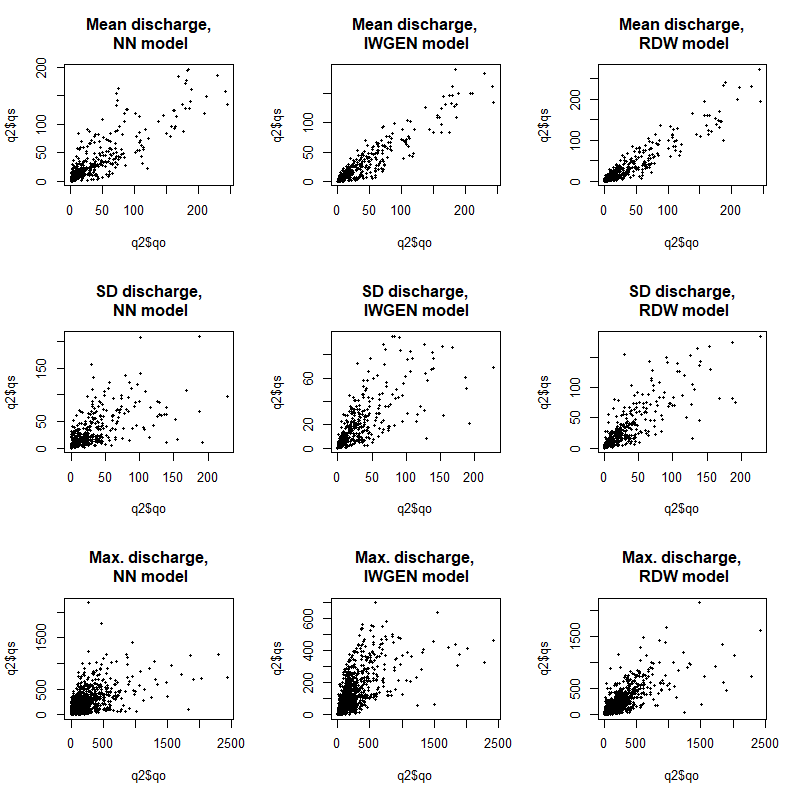 Mean discharge,
NN model
Mean discharge,
IWGEN model
Mean discharge,
RDW model
q2$qs
200
100
50
0
0
50
100
200
q2$qo
q2$qs
150
100
50
0
0
50
100
200
q2$qo
q2$qs
200
100
0
0
50
100
200
q2$qo
SD discharge,
NN model
SD discharge,
IWGEN model
SD discharge,
RDW model
q2$qs
150
50
0
0
50
100
150
200
q2$qo
q2$qs
60
20
0
0
50
100
150
200
q2$qo
q2$qs
100
50
0
0
50
100
150
200
q2$qo
Max. discharge,
NN model
Max. discharge,
IWGEN model
Max. discharge,
RDW model
q2$qs
1500
500
0
0
500
1500
2500
q2$qo
q2$qs
600
400
200
0
0
500
1500
2500
q2$qo
q2$qs
1500
500
0
0
500
1500
2500
q2$qo